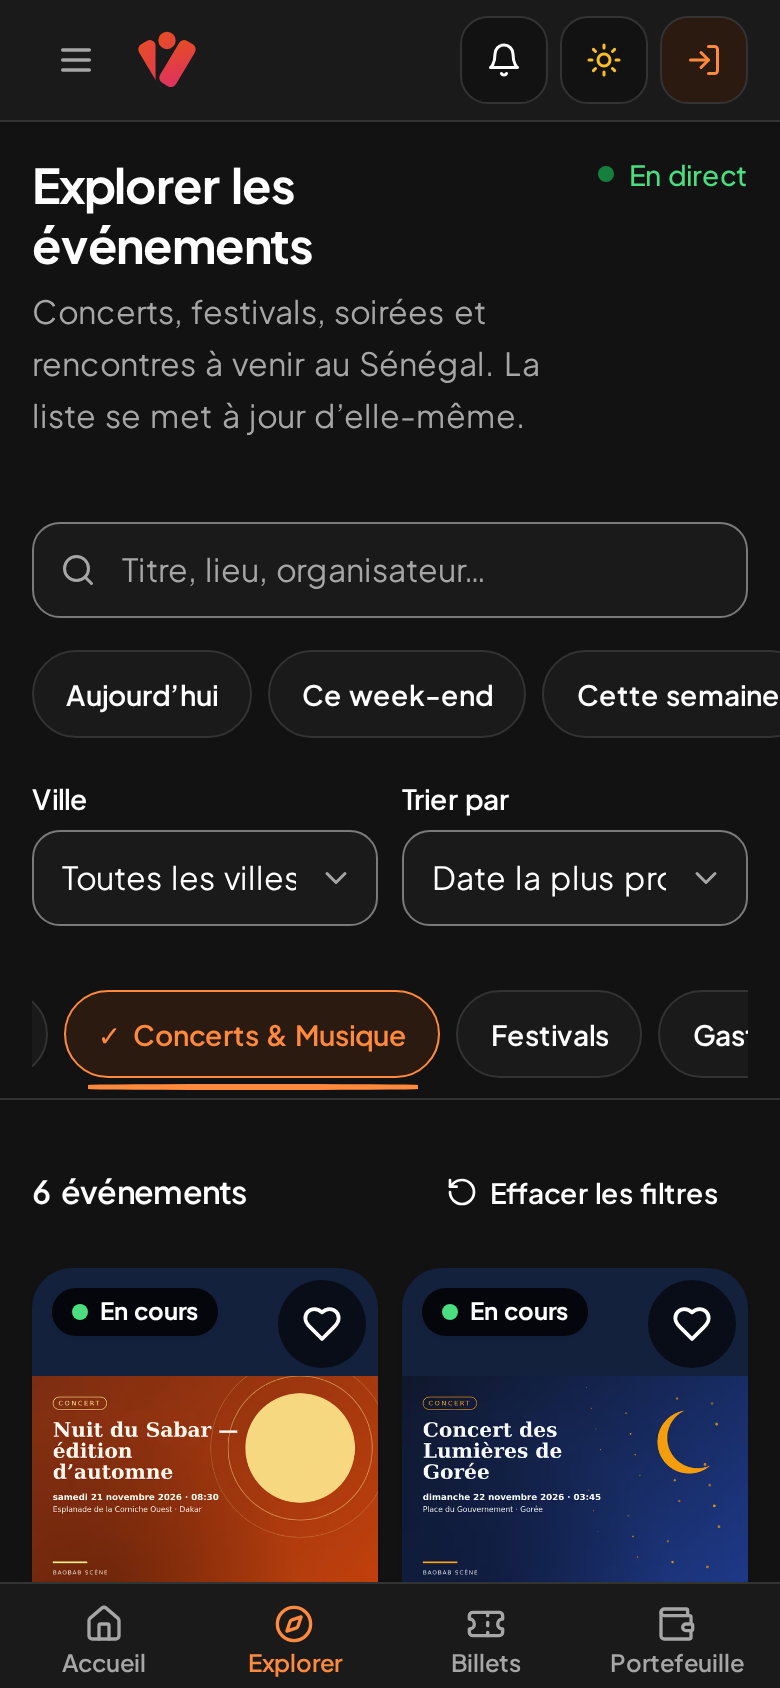 Explorer les
événements
En direct
Concerts, festivals, soirées et
rencontres à venir au Sénégal. La
liste se met à jour d’elle-même.
Titre, lieu, organisateur...
Aujourd’hui
Ce week-end
Cette semaine
Ville
Trier par
Toutes les villes
Date la plus pro
✓ Concerts & Musique
Festivals
Gast
6 événements
Effacer les filtres
En cours
En cours
CONCERT
Nuit du Sabar —
édition
d’automne
samedi 21 novembre 2026 · 08:30
Esplanade de la Corniche Ouest · Dakar
BAOBAB SCÈNE
CONCERT
Concert des
Lumières de
Gorée
dimanche 22 novembre 2026 · 03:45
Place du Gouvernement · Gorée
BAOBAB SCÈNE
Accueil
Explorer
Billets
Portefeuille